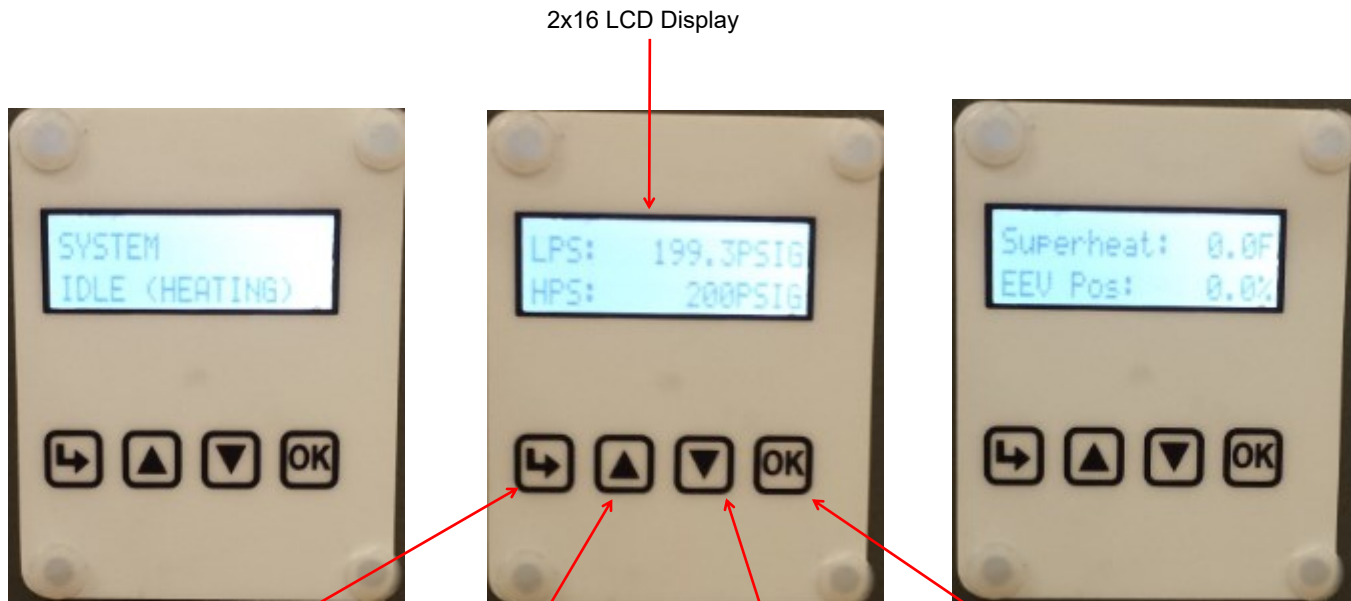 2x16 LCD Display
SYSTEM
IDLE (HEATING)
OK
LPS: 199.3PSIG
HPS: 200PSIG
OK
Superheat: 0.0F
EEV Pos: 0.0%
OK